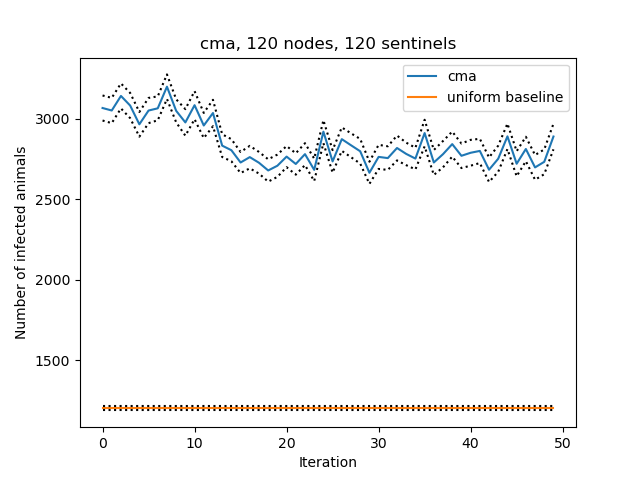 cma, 120 nodes, 120 sentinels
cma
uniform baseline
Number of infected animals
3000
2500
2000
1500
0 10 20 30 40 50
Iteration